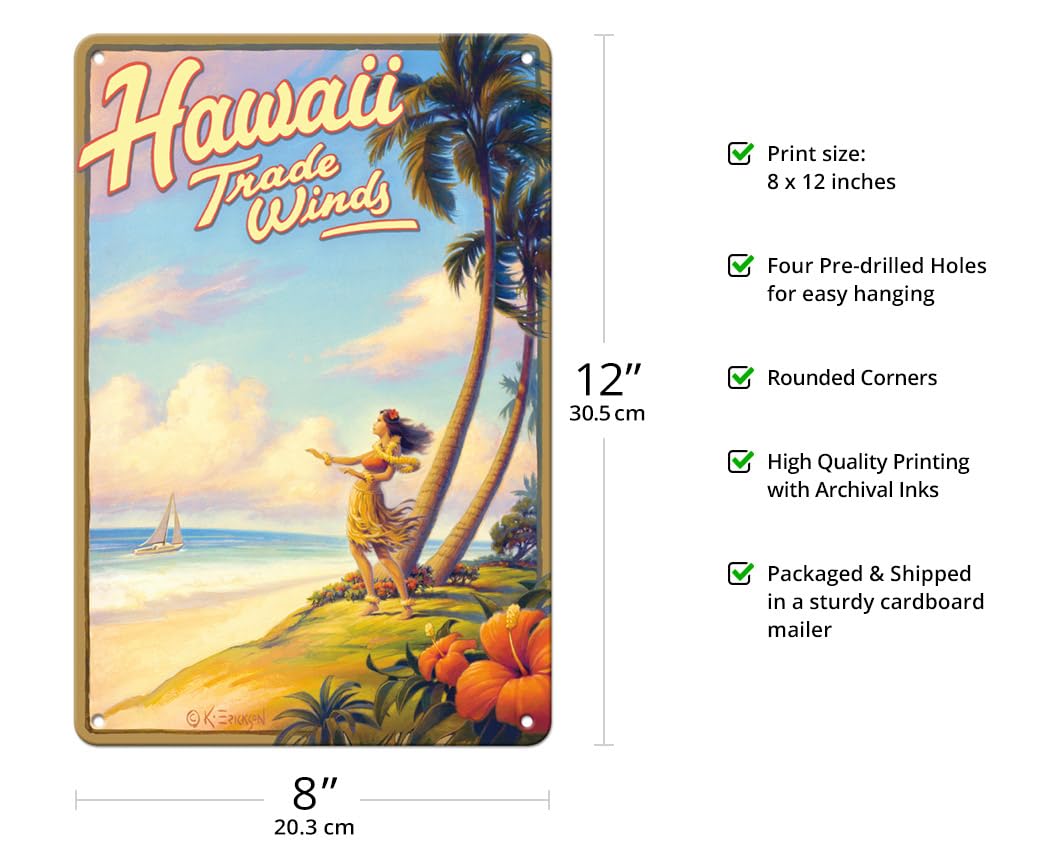 Hawaii
Trade
Winds
© K. Erickson
12”
30.5 cm
8”
20.3 cm
Print size:
8 x 12 inches
Four Pre-drilled Holes
for easy hanging
Rounded Corners
High Quality Printing
with Archival Inks
Packaged & Shipped
in a sturdy cardboard
mailer